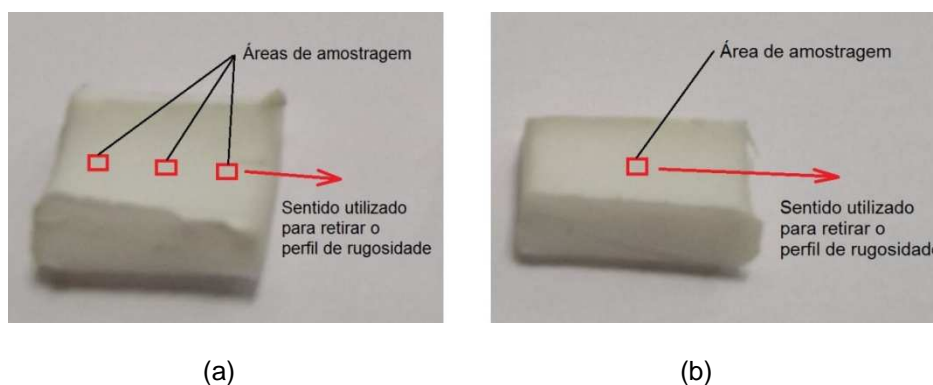 Áreas de amostragem
Sentido utilizado
para retirar o
perfil de rugosidade
Área de amostragem
Sentido utilizado
para retirar o
perfil de rugosidade
(a)
(b)